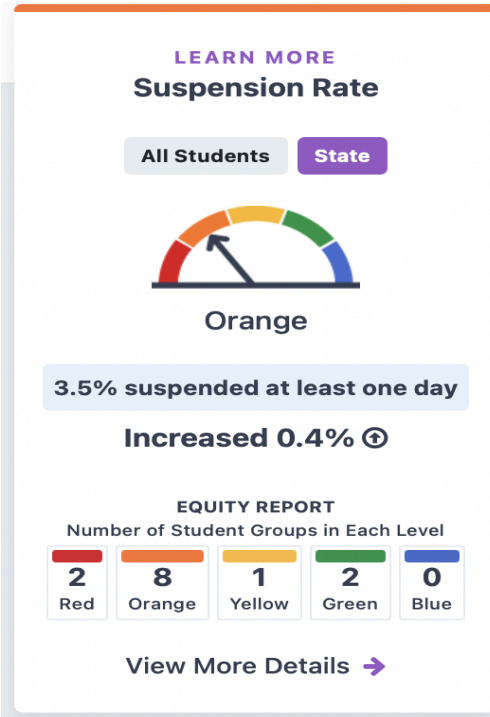 LEARN MORE
Suspension Rate
All Students State
Orange
3.5% suspended at least one day
Increased 0.4%
EQUITY REPORT
Number of Student Groups in Each Level
2 8 1 2 0
Red Orange Yellow Green Blue
View More Details